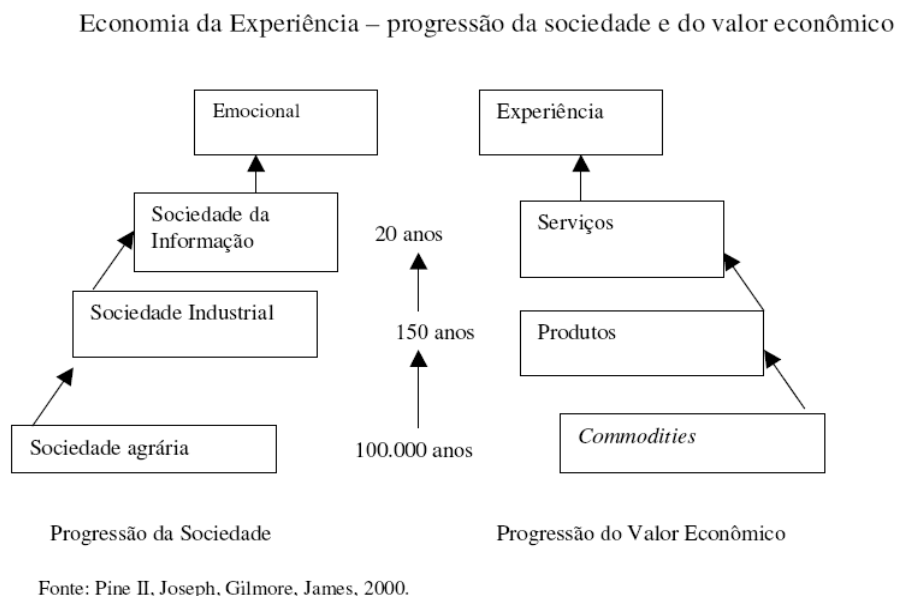 Economia da Experiência – progressão da sociedade e do valor econômico
Emocional
Experiência
Sociedade da
Informação
20 anos
Serviços
Sociedade Industrial
150 anos
Produtos
Sociedade agrária
100.000 anos
Commodities
Progressão da Sociedade
Progressão do Valor Econômico
Fonte: Pine II, Joseph, Gilmore, James, 2000.